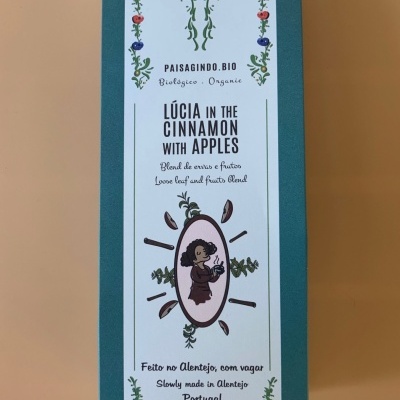 PAISAGINDO.BIO
Biológico . Organic
LÚCIA IN THE
CINNAMON
WITH APPLES
Blend de ervas e frutos
Loose leaf and fruits blend
Feito no Alentejo, com vagar
Slowly made in Alentejo
Portugal